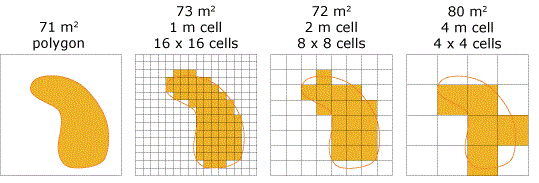 71 m²
polygon
73 m²
1 m cell
16 x 16 cells
72 m²
2 m cell
8 x 8 cells
80 m²
4 m cell
4 x 4 cells